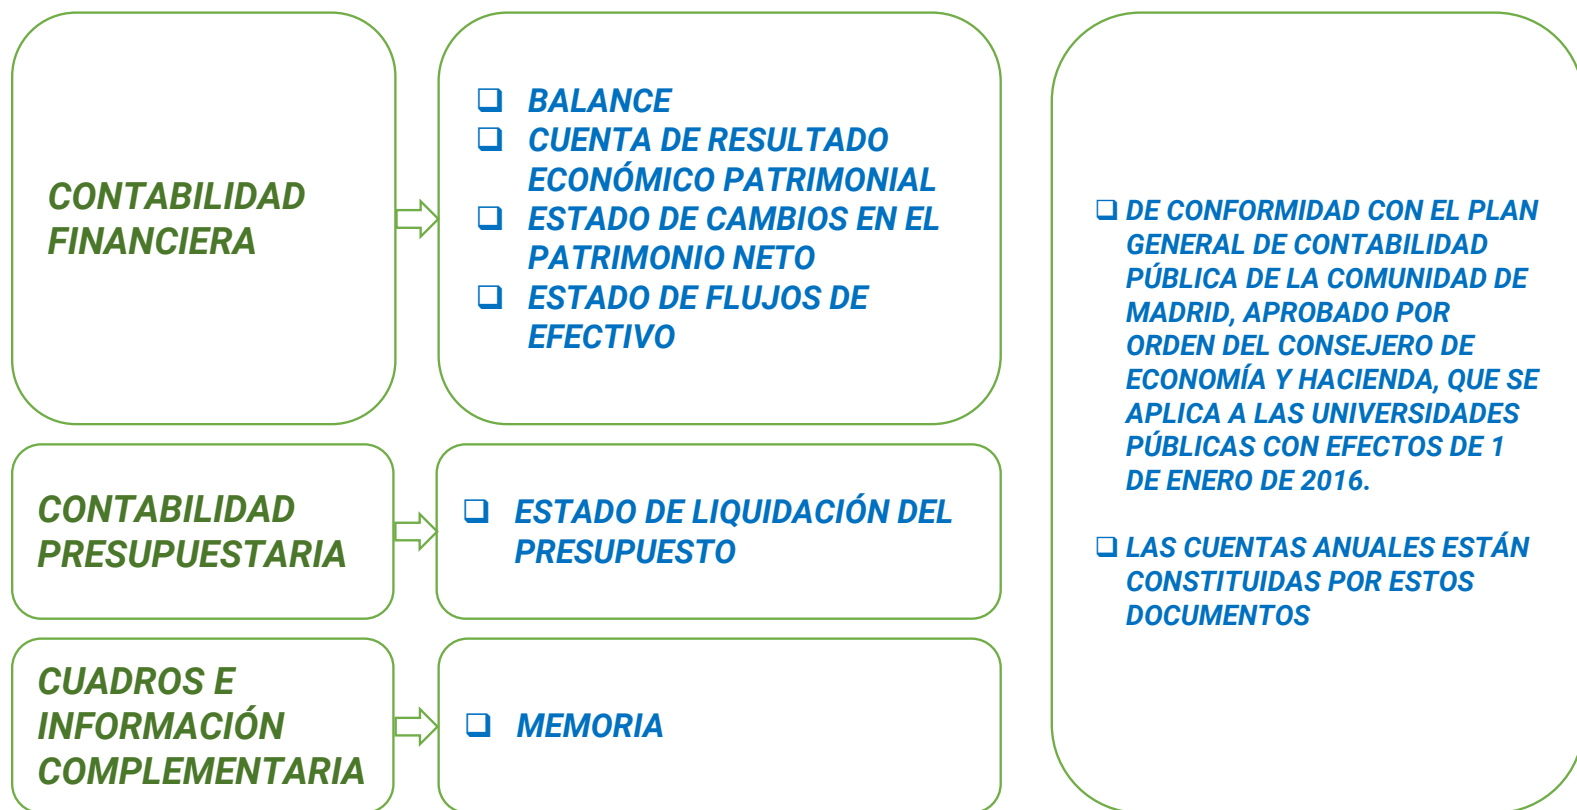 CONTABILIDAD
FINANCIERA
❑ BALANCE
❑ CUENTA DE RESULTADO
ECONÓMICO PATRIMONIAL
❑ ESTADO DE CAMBIOS EN EL
PATRIMONIO NETO
❑ ESTADO DE FLUJOS DE
EFECTIVO
CONTABILIDAD
PRESUPUESTARIA
❑ ESTADO DE LIQUIDACIÓN DEL
PRESUPUESTO
CUADROS E
INFORMACIÓN
COMPLEMENTARIA
❑ MEMORIA
❑ DE CONFORMIDAD CON EL PLAN
GENERAL DE CONTABILIDAD
PÚBLICA DE LA COMUNIDAD DE
MADRID, APROBADO POR
ORDEN DEL CONSEJERO DE
ECONOMÍA Y HACIENDA, QUE SE
APLICA A LAS UNIVERSIDADES
PÚBLICAS CON EFECTOS DE 1
DE ENERO DE 2016.
❑ LAS CUENTAS ANUALES ESTÁN
CONSTITUIDAS POR ESTOS
DOCUMENTOS